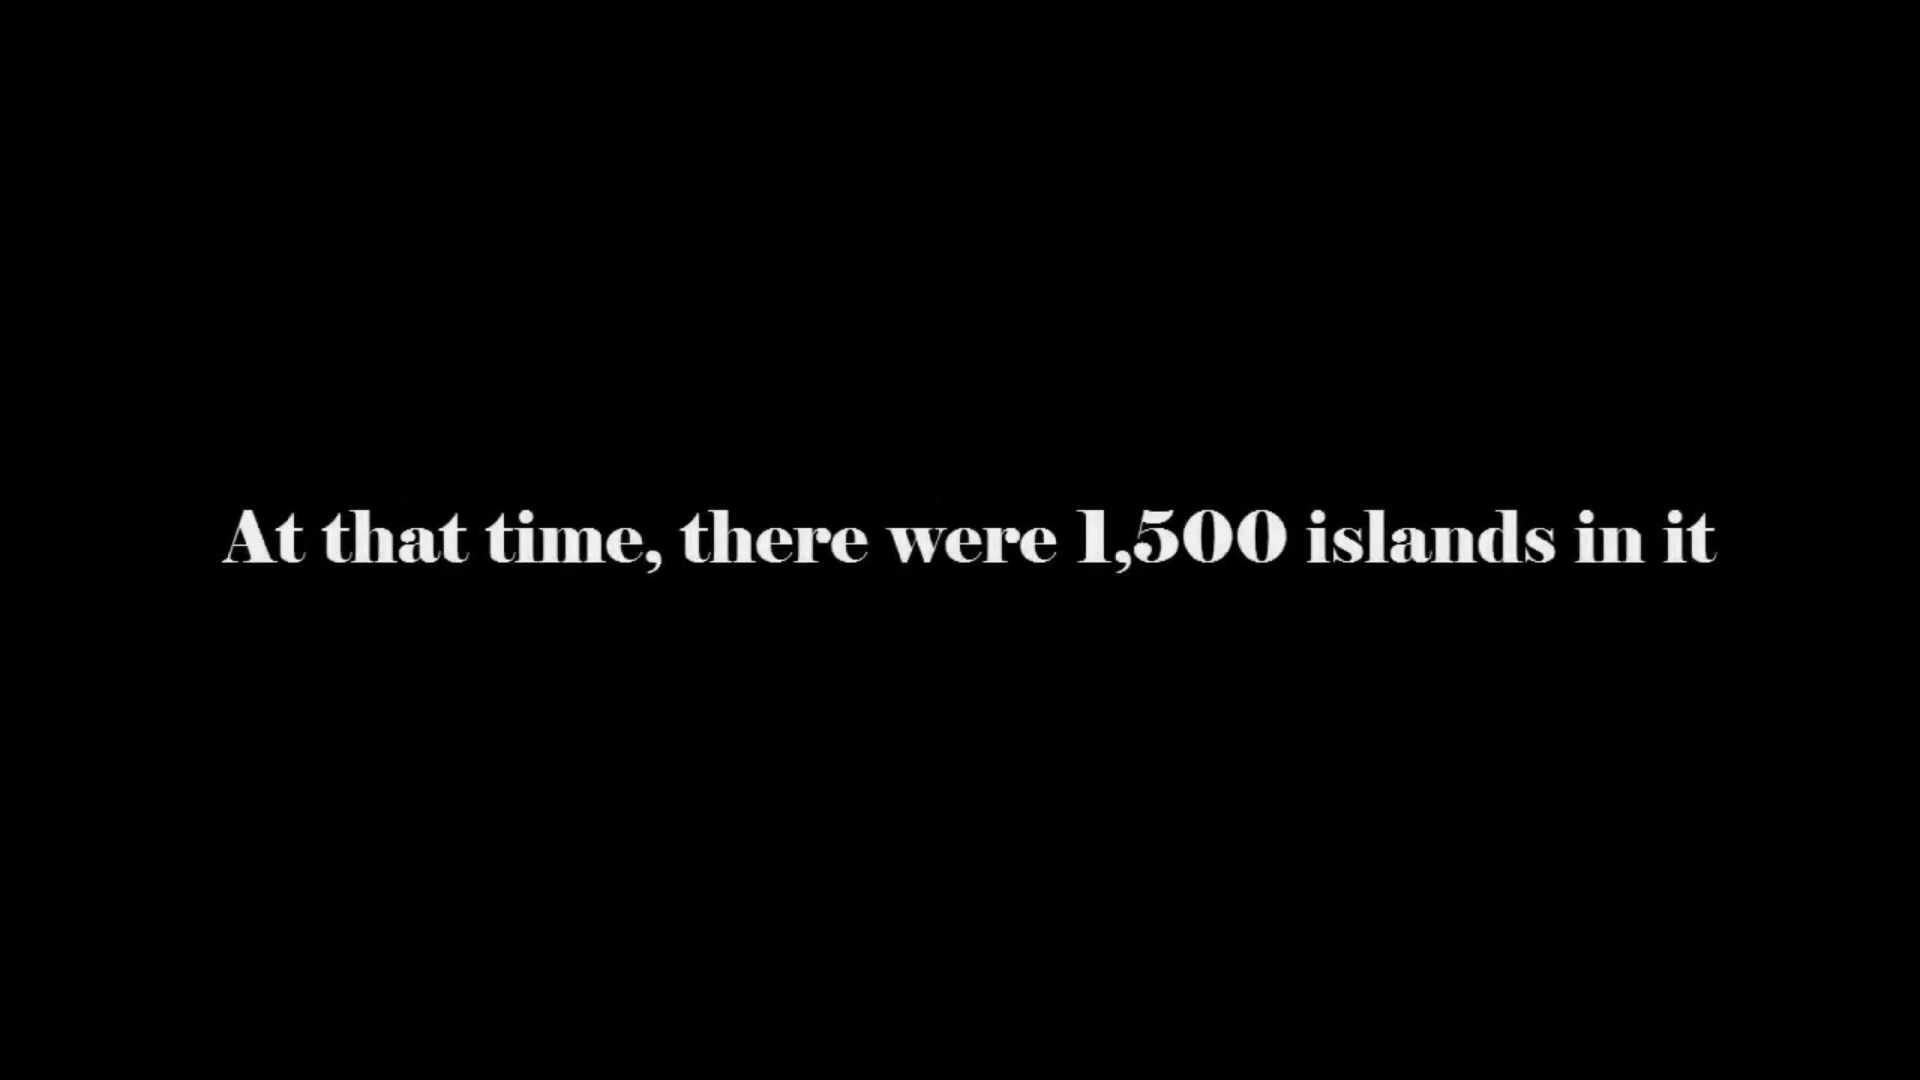 At that time, there were 1,500 islands in it